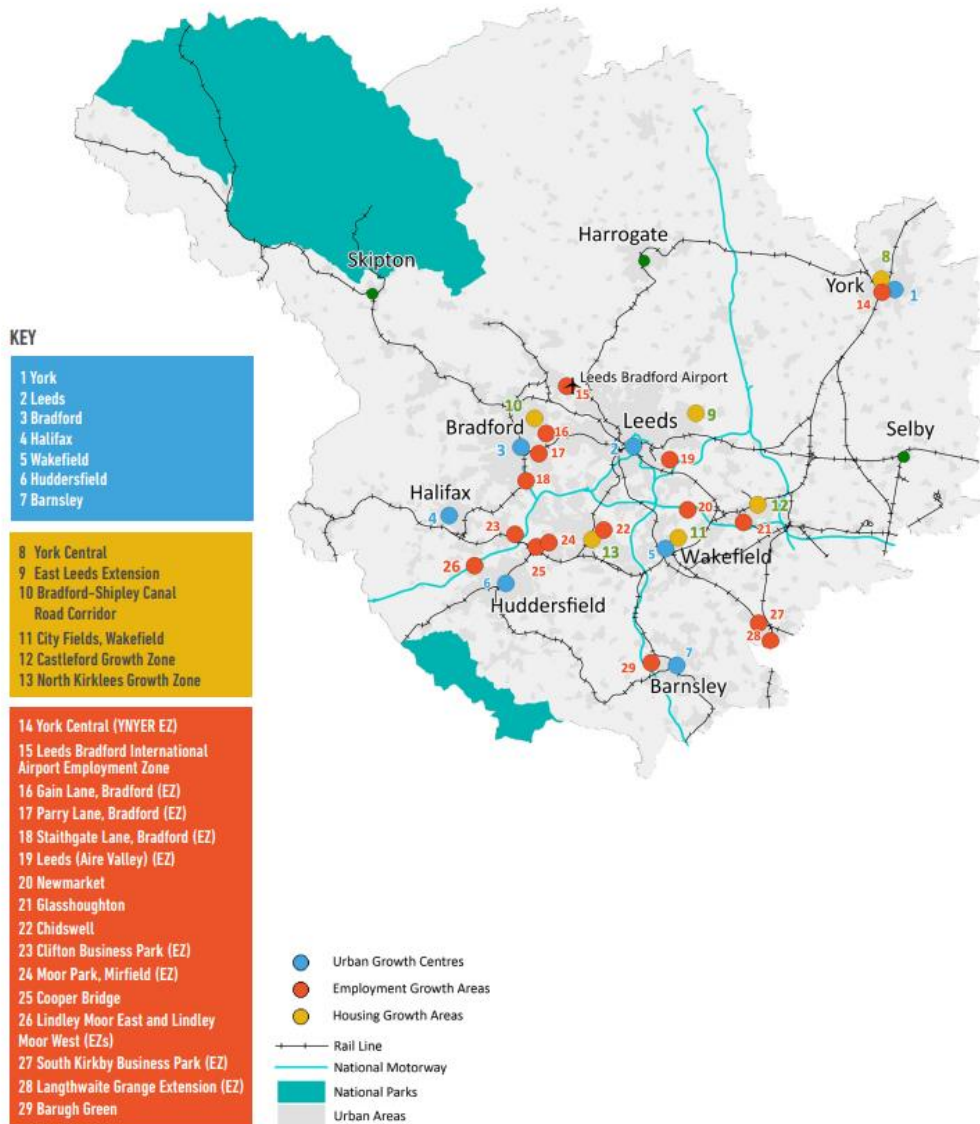 Harrogate
Skipton
York
8
14
1
KEY
1 York
2 Leeds
3 Bradford
4 Halifax
5 Wakefield
6 Huddersfield
7 Barnsley
8 York Central
9 East Leeds Extension
10 Bradford–Shipley Canal
Road Corridor
11 City Fields, Wakefield
12 Castleford Growth Zone
13 North Kirklees Growth Zone
14 York Central (YNYER EZ)
15 Leeds Bradford International
Airport Employment Zone
16 Gain Lane, Bradford (EZ)
17 Parry Lane, Bradford (EZ)
18 Staithgate Lane, Bradford (EZ)
19 Leeds (Aire Valley) (EZ)
20 Newmarket
21 Glasshoughton
22 Chidswell
23 Clifton Business Park (EZ)
24 Moor Park, Mirfield (EZ)
25 Cooper Bridge
26 Lindley Moor East and Lindley
Moor West (EZs)
27 South Kirkby Business Park (EZ)
28 Langthwaite Grange Extension (EZ)
29 Barugh Green
Leeds Bradford Airport
15
10
9
Bradford
16
Leeds
Selby
3
17
2
19
18
Halifax
4
20
12
21
23
22
24
11
13
5
Wakefield
25
26
6
Huddersfield
27
28
29
7
Barnsley
Urban Growth Centres
Employment Growth Areas
Housing Growth Areas
Rail Line
National Motorway
National Parks
Urban Areas